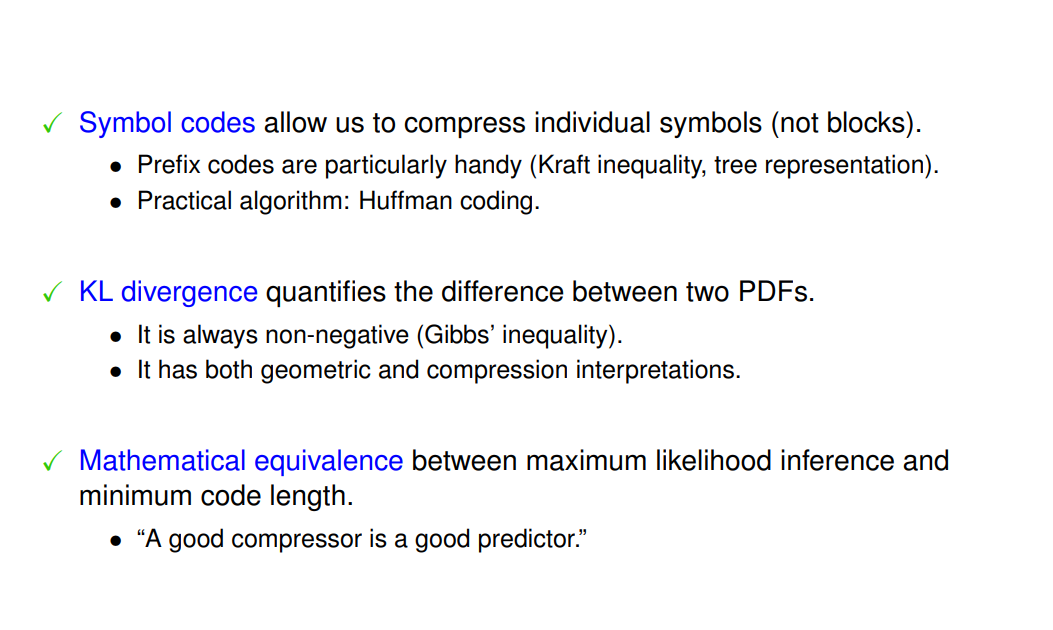 ✓ Symbol codes allow us to compress individual symbols (not blocks).
• Prefix codes are particularly handy (Kraft inequality, tree representation).
• Practical algorithm: Huffman coding.
✓ KL divergence quantifies the difference between two PDFs.
• It is always non-negative (Gibbs’ inequality).
• It has both geometric and compression interpretations.
✓ Mathematical equivalence between maximum likelihood inference and
minimum code length.
• “A good compressor is a good predictor.”